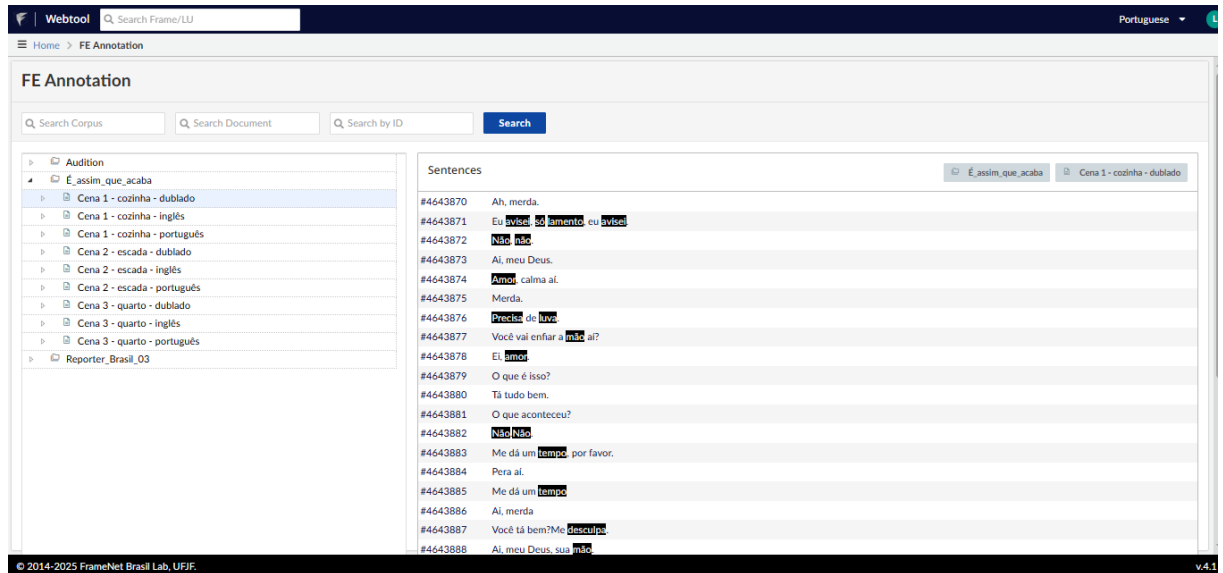 Webtool Search Frame/LU Portuguese L
Home > FE Annotation
FE Annotation
Search Corpus Search Document Search by ID Search
Audition
É_assim_que_acaba
Cena 1 - cozinha - dublado
Cena 1 - cozinha - inglês
Cena 1 - cozinha - português
Cena 2 - escada - dublado
Cena 2 - escada - inglês
Cena 2 - escada - português
Cena 3 - quarto - dublado
Cena 3 - quarto - inglês
Cena 3 - quarto - português
Reporter_Brasil_03
Sentences É_assim_que_acaba Cena 1 - cozinha - dublado
#4643870 Ah, merda.
#4643871 Eu avisei, só lamento, eu avisei.
#4643872 Não, não.
#4643873 Ai, meu Deus.
#4643874 Amor, calma aí.
#4643875 Merda.
#4643876 Precisa de luva.
#4643877 Você vai enfiar a mão aí?
#4643878 Ei, amor.
#4643879 O que é isso?
#4643880 Tá tudo bem.
#4643881 O que aconteceu?
#4643882 Não Não.
#4643883 Me dá um tempo, por favor.
#4643884 Pera aí.
#4643885 Me dá um tempo
#4643886 Ai, merda
#4643887 Você tá bem?Me desculpa.
#4643888 Ai, meu Deus, sua mão.
© 2014-2025 FrameNet Brasil Lab, UFJF. v.4.1